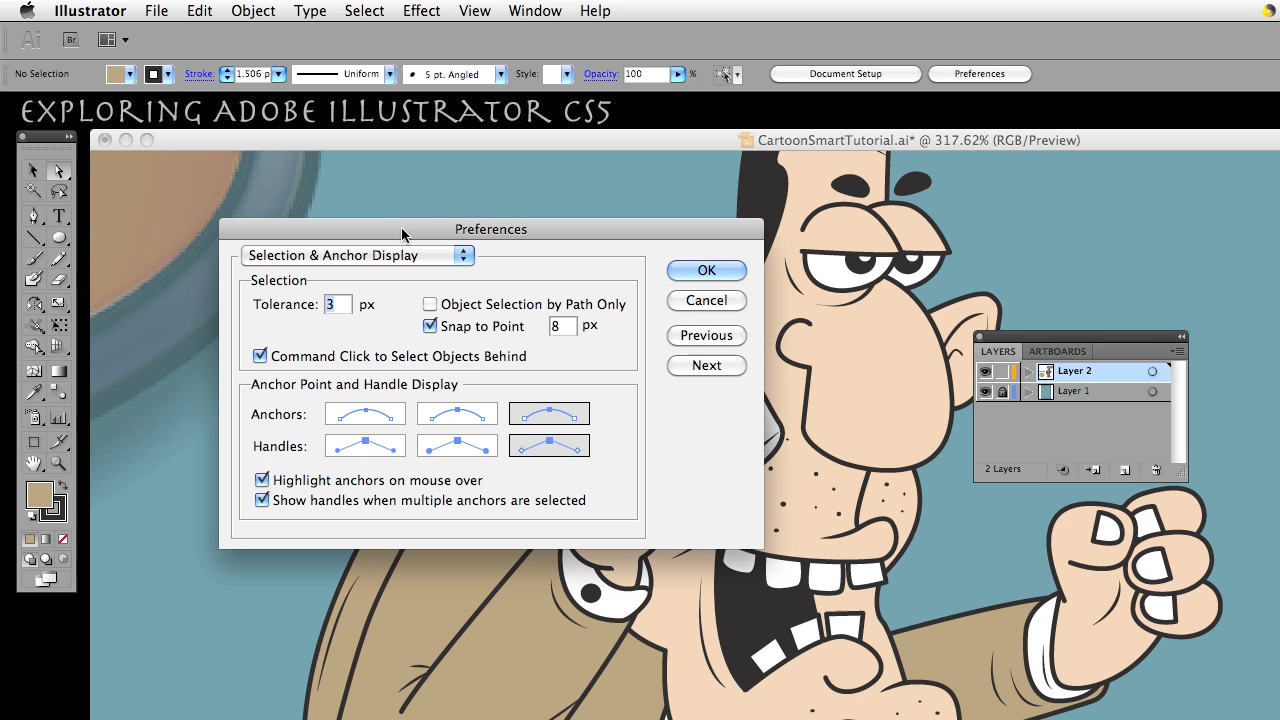 Illustrator File Edit Object Type Select Effect View Window Help
Ai Br
No Selection Stroke: 1.506 p Uniform 5 pt. Angled Style: Opacity: 100 % Document Setup Preferences
EXPLORING ADOBE ILLUSTRATOR CS5
CartoonSmartTutorial.ai* @ 317.62% (RGB/Preview)
Preferences
Selection & Anchor Display
Selection
Tolerance: 3 px
Object Selection by Path Only
Snap to Point 8 px
Command Click to Select Objects Behind
Anchor Point and Handle Display
Anchors:
Handles:
Highlight anchors on mouse over
Show handles when multiple anchors are selected
OK
Cancel
Previous
Next
LAYERS ARTBOARDS
Layer 2
Layer 1
2 Layers
T